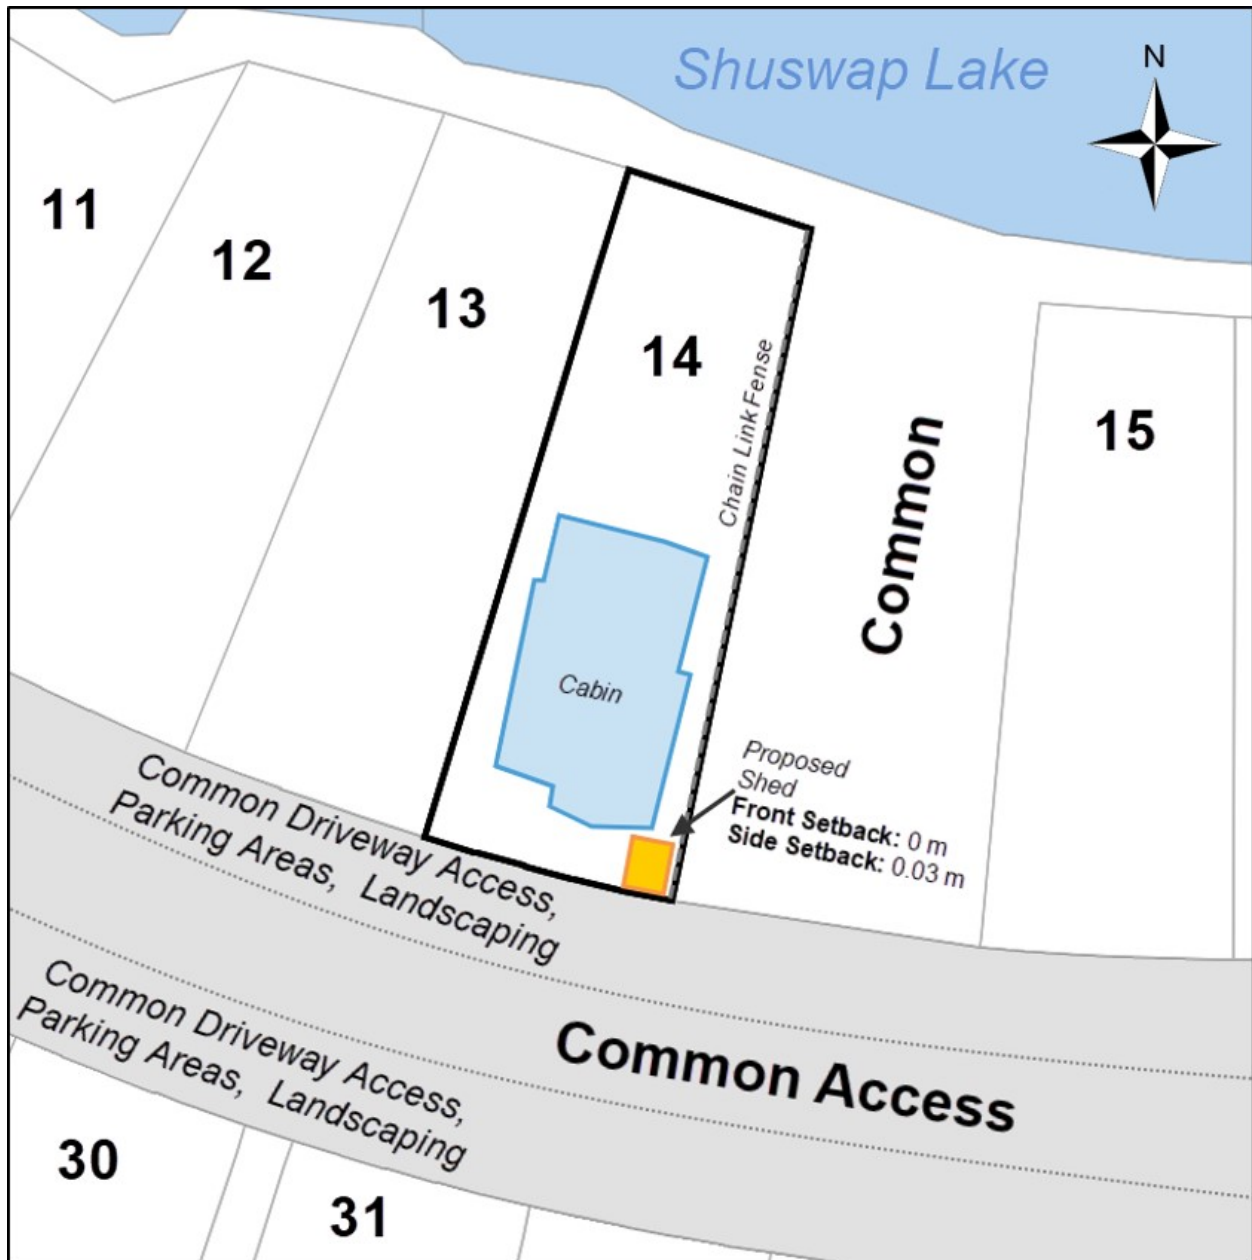 Shuswap Lake
N
11
12
13
14
15
Chain Link Fense
Common
Cabin
Proposed
Shed
Front Setback: 0 m
Side Setback: 0.03 m
Common Driveway Access,
Parking Areas, Landscaping
Common Driveway Access,
Parking Areas, Landscaping
Common Access
30
31